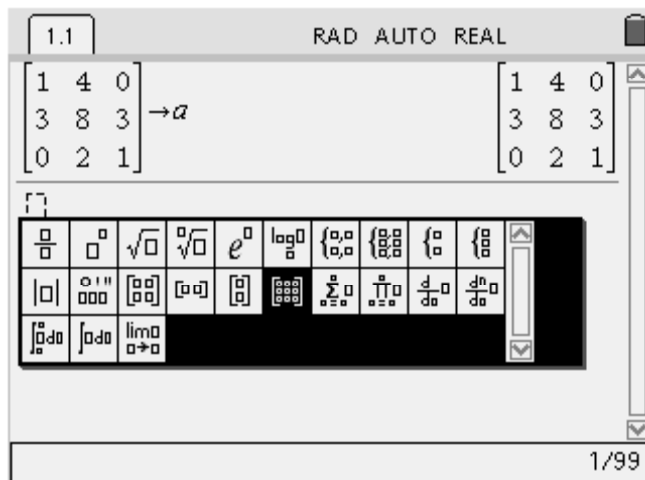 1.1 RAD AUTO REAL
[1 4 0] [1 4 0]
[3 8 3] →a [3 8 3]
[0 2 1] [0 2 1]
√ √ e log
Σ Π d/d dⁿ/d
∫ d ∫ d lim →
1/99